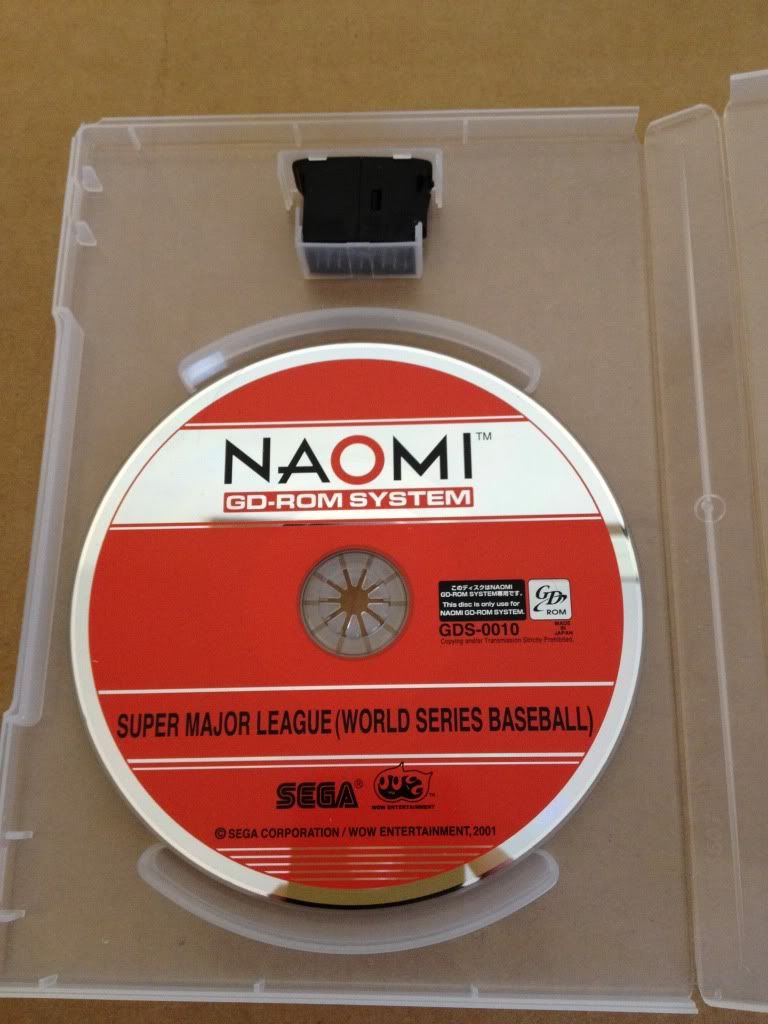 NAOMI™
GD-ROM SYSTEM
このディスクはNAOMI
GD-ROM SYSTEM専用です。
This disc is only use for
NAOMI GD-ROM SYSTEM.
GD
ROM
GDS-0010
MADE
IN
JAPAN
Copying and/or Transmission Strictly Prohibited.
SUPER MAJOR LEAGUE (WORLD SERIES BASEBALL)
SEGA®
WOW
™
WOW ENTERTAINMENT
© SEGA CORPORATION / WOW ENTERTAINMENT, 2001